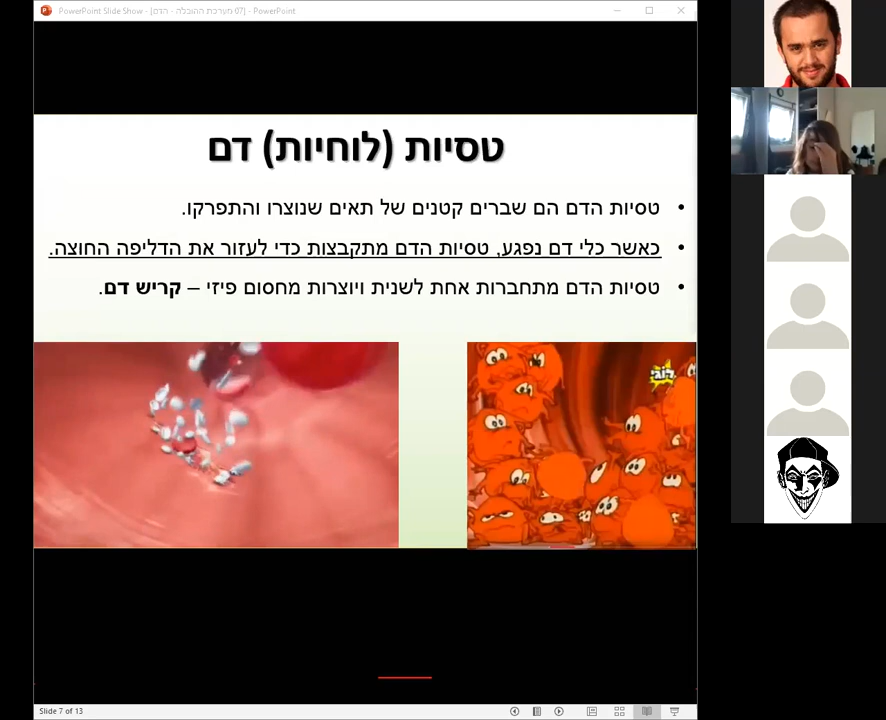 PowerPoint Slide Show - [07 מערכת ההובלה - הדם] - PowerPoint
טסיות (לוחיות) דם
• טסיות הדם הם שברים קטנים של תאים שנוצרו והתפרקו.
• כאשר כלי דם נפגע, טסיות הדם מתקבצות כדי לעזור את הדליפה החוצה.
• טסיות הדם מתחברות אחת לשנית ויוצרות מחסום פיזי – קריש דם.
Slide 7 of 13